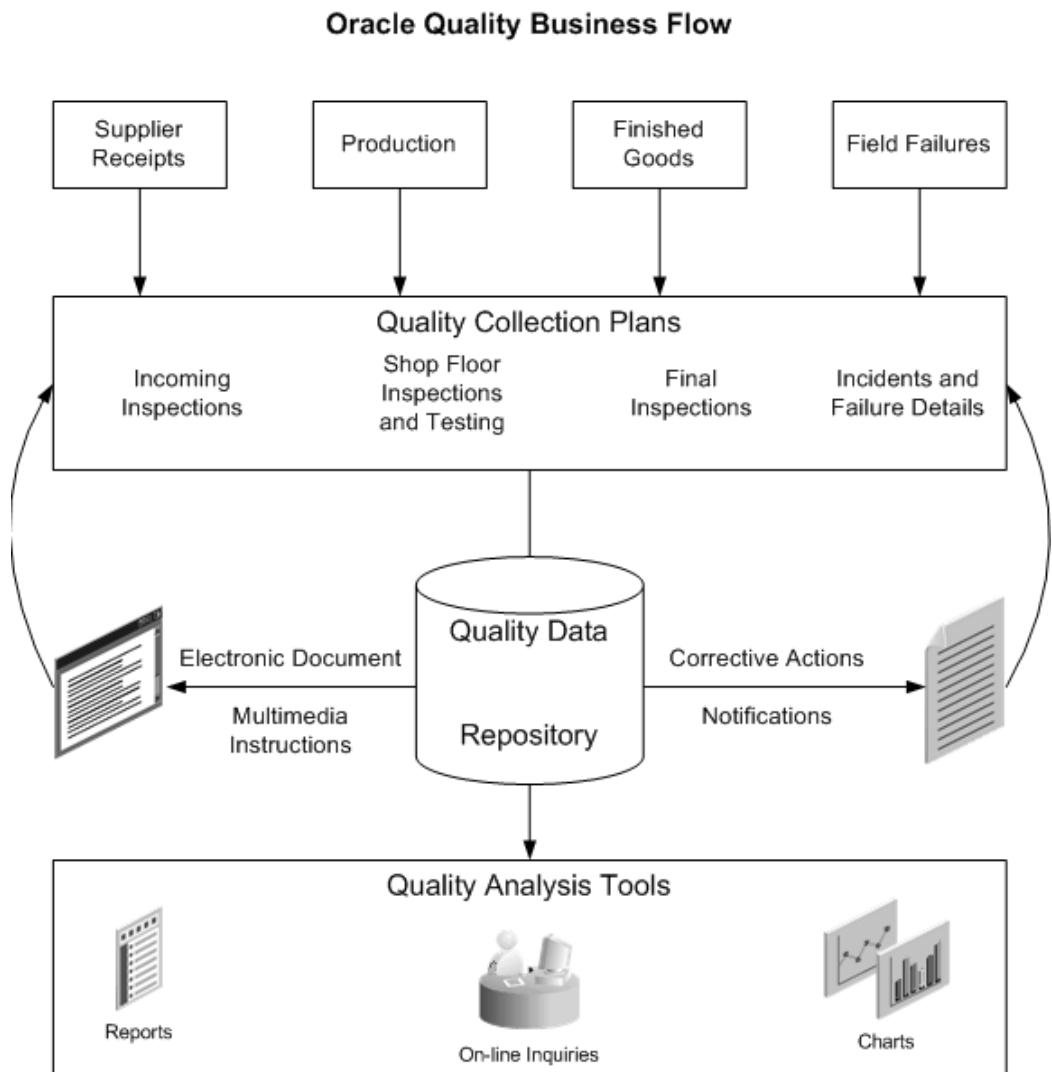 Oracle Quality Business Flow
Supplier
Receipts
Production
Finished
Goods
Field Failures
Quality Collection Plans
Incoming
Inspections
Shop Floor
Inspections
and Testing
Final
Inspections
Incidents and
Failure Details
Quality Data
Repository
Electronic Document
Multimedia
Instructions
Corrective Actions
Notifications
Quality Analysis Tools
Reports
On-line Inquiries
Charts